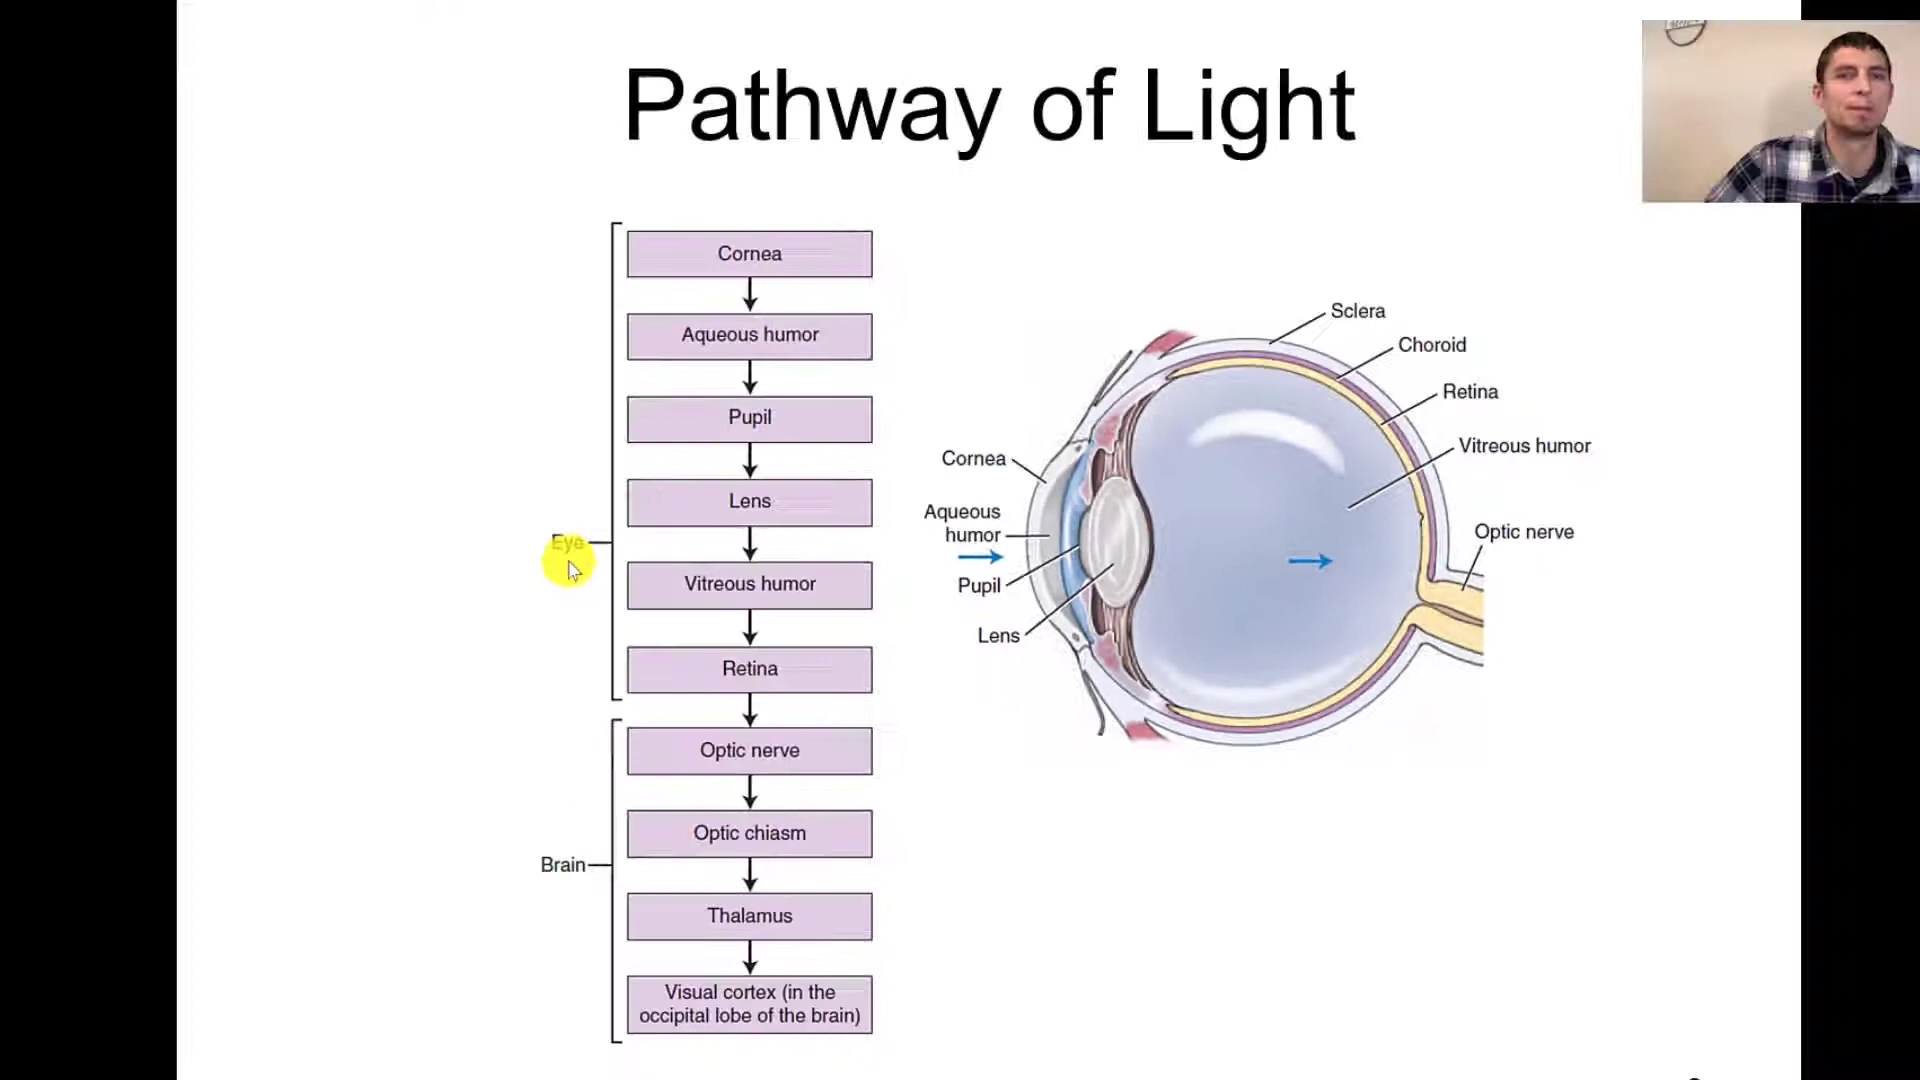 Pathway of Light
Cornea
Aqueous humor
Pupil
Lens
Vitreous humor
Retina
Eye
Optic nerve
Optic chiasm
Thalamus
Visual cortex (in the
occipital lobe of the brain)
Brain
Sclera
Choroid
Retina
Vitreous humor
Optic nerve
Cornea
Aqueous
humor
Pupil
Lens